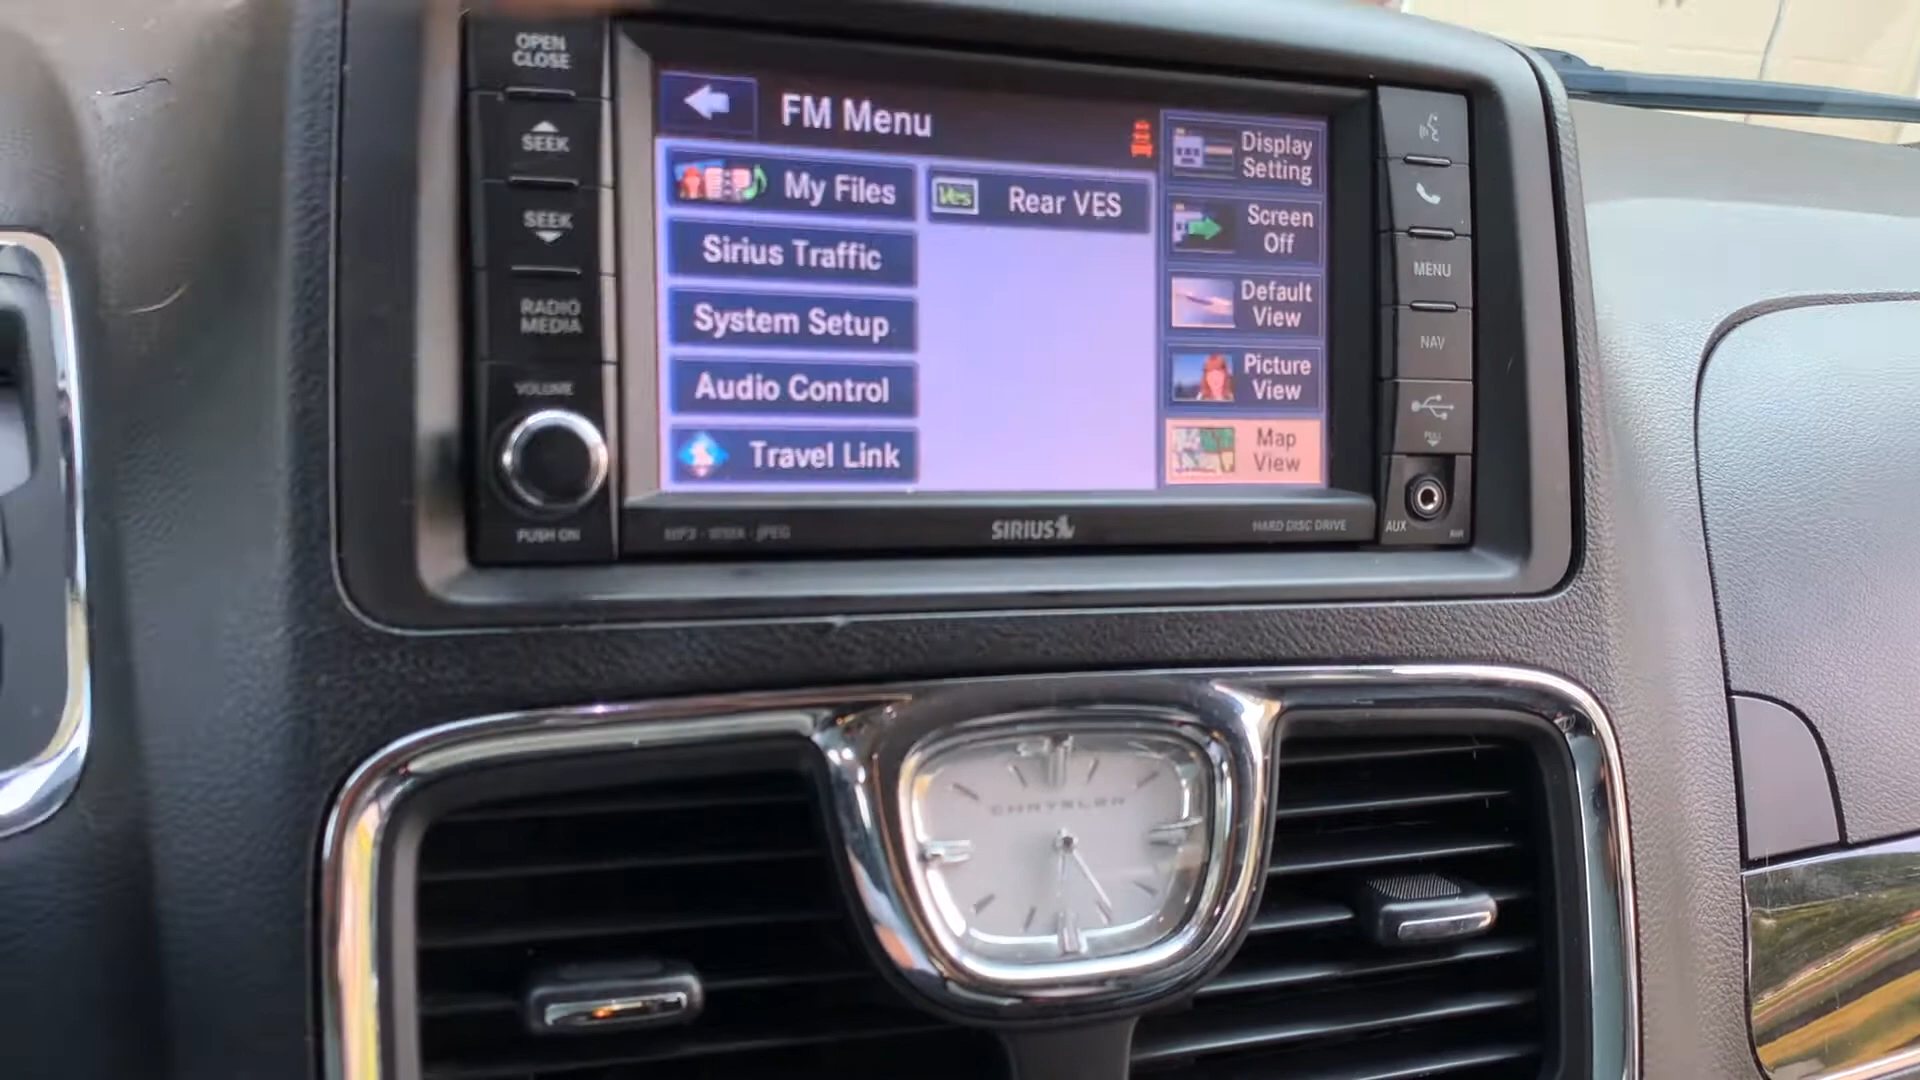 OPEN
CLOSE
SEEK
SEEK
RADIO
MEDIA
VOLUME
PUSH ON
FM Menu
My Files
Sirius Traffic
System Setup
Audio Control
Travel Link
Ves
Rear VES
Display
Setting
Screen
Off
Default
View
Picture
View
Map
View
MENU
NAV
PULL
AUX
MP3 · WMA · JPEG
SIRIUS
HARD DISC DRIVE
CHRYSLER